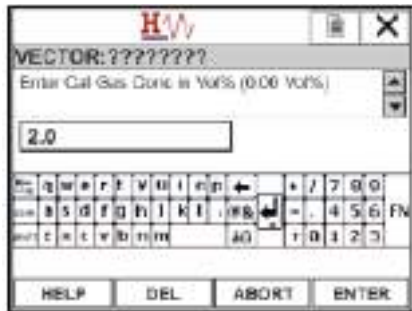 VECTOR:????????
Enter Cal Gas Conc in Vol% (0.00 Vol%)
2.0
q w e r t y u i o p + / 7 8 9
a s d f g h j k l #& - . 4 5 6 FN
z x c v b n m áü + 0 1 2 3
HELP DEL ABORT ENTER